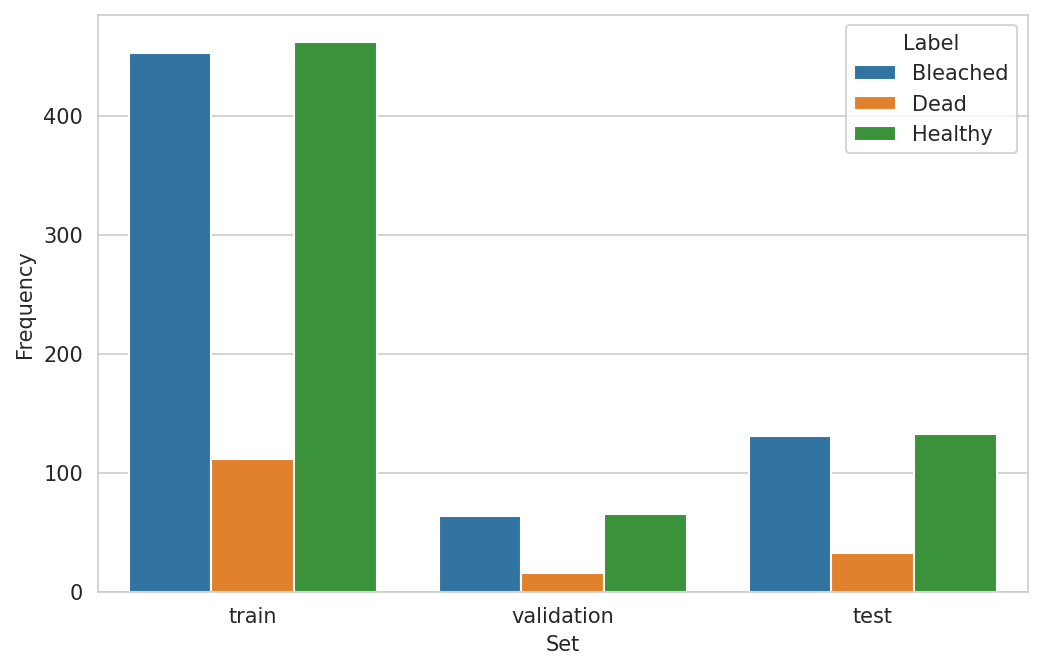 Label
Bleached
Dead
Healthy
Frequency
400
300
200
100
0
train validation test
Set